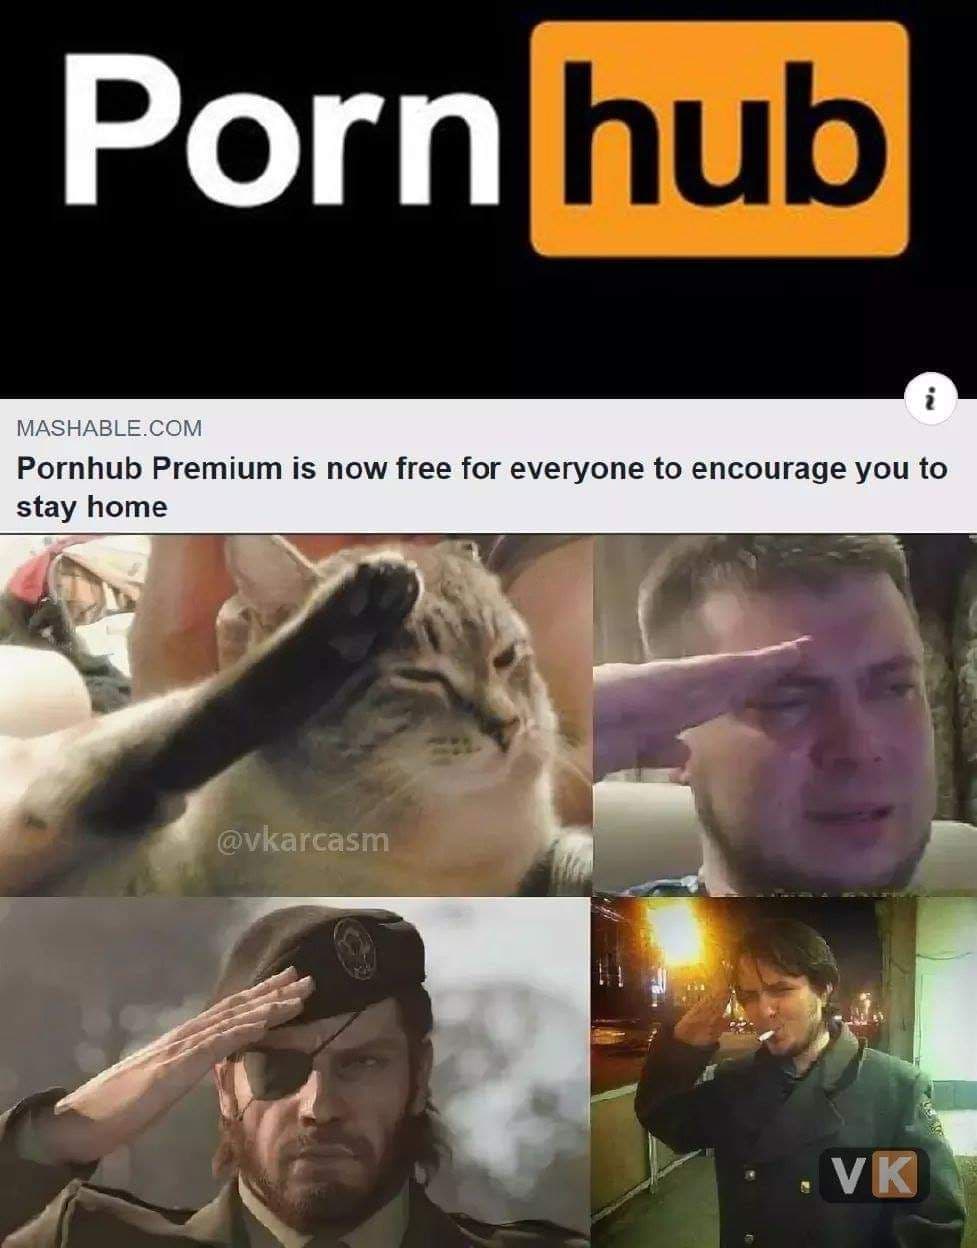 Porn hub
i
MASHABLE.COM
Pornhub Premium is now free for everyone to encourage you to
stay home
@vkarcasm
VK